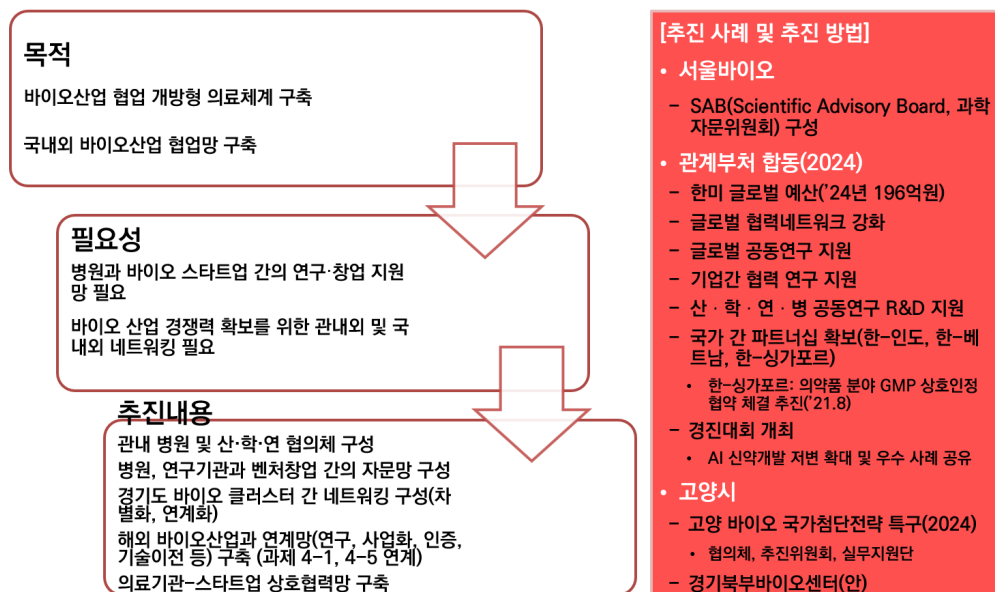 목적
바이오산업 협업 개방형 의료체계 구축
국내외 바이오산업 협업망 구축
필요성
병원과 바이오 스타트업 간의 연구·창업 지원
망 필요
바이오 산업 경쟁력 확보를 위한 관내외 및 국
내외 네트워킹 필요
추진내용
관내 병원 및 산·학·연 협의체 구성
병원, 연구기관과 벤처창업 간의 자문망 구성
경기도 바이오 클러스터 간 네트워킹 구성(차
별화, 연계화)
해외 바이오산업과 연계망(연구, 사업화, 인증,
기술이전 등) 구축 (과제 4-1, 4-5 연계)
의료기관-스타트업 상호협력망 구축
[추진 사례 및 추진 방법]
• 서울바이오
- SAB(Scientific Advisory Board, 과학
자문위원회) 구성
• 관계부처 합동(2024)
- 한미 글로벌 예산('24년 196억원)
- 글로벌 협력네트워크 강화
- 글로벌 공동연구 지원
- 기업간 협력 연구 지원
- 산·학·연·병 공동연구 R&D 지원
- 국가 간 파트너십 확보(한-인도, 한-베
트남, 한-싱가포르)
• 한-싱가포르: 의약품 분야 GMP 상호인정
협약 체결 추진('21.8)
- 경진대회 개최
• AI 신약개발 저변 확대 및 우수 사례 공유
• 고양시
- 고양 바이오 국가첨단전략 특구(2024)
• 협의체, 추진위원회, 실무지원단
- 경기북부바이오센터(안)